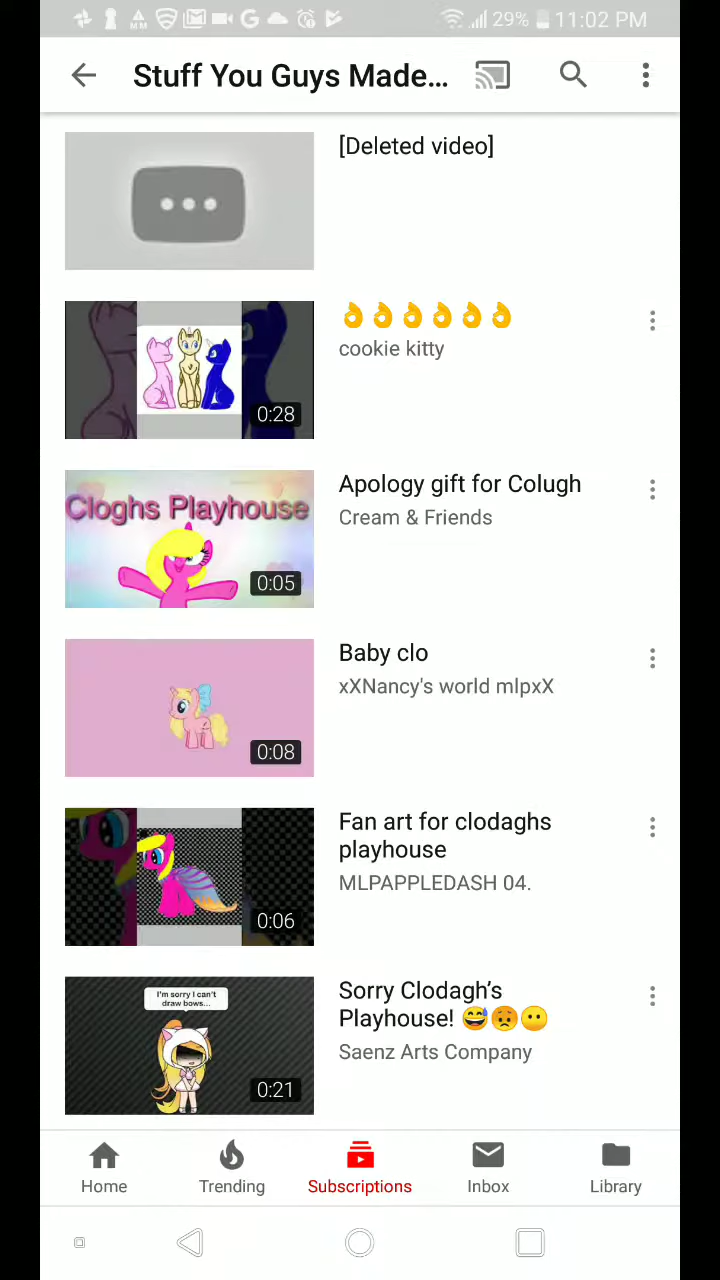 29% 11:02 PM
Stuff You Guys Made...
[Deleted video]
👌👌👌👌👌👌
cookie kitty
0:28
Cloghs Playhouse
0:05
Apology gift for Colugh
Cream & Friends
0:08
Baby clo
xXNancy's world mlpxX
0:06
Fan art for clodaghs
playhouse
MLPAPPLEDASH 04.
I'm sorry I can't
draw bows...
0:21
Sorry Clodagh’s
Playhouse! 😅😟😶
Saenz Arts Company
Home Trending Subscriptions Inbox Library